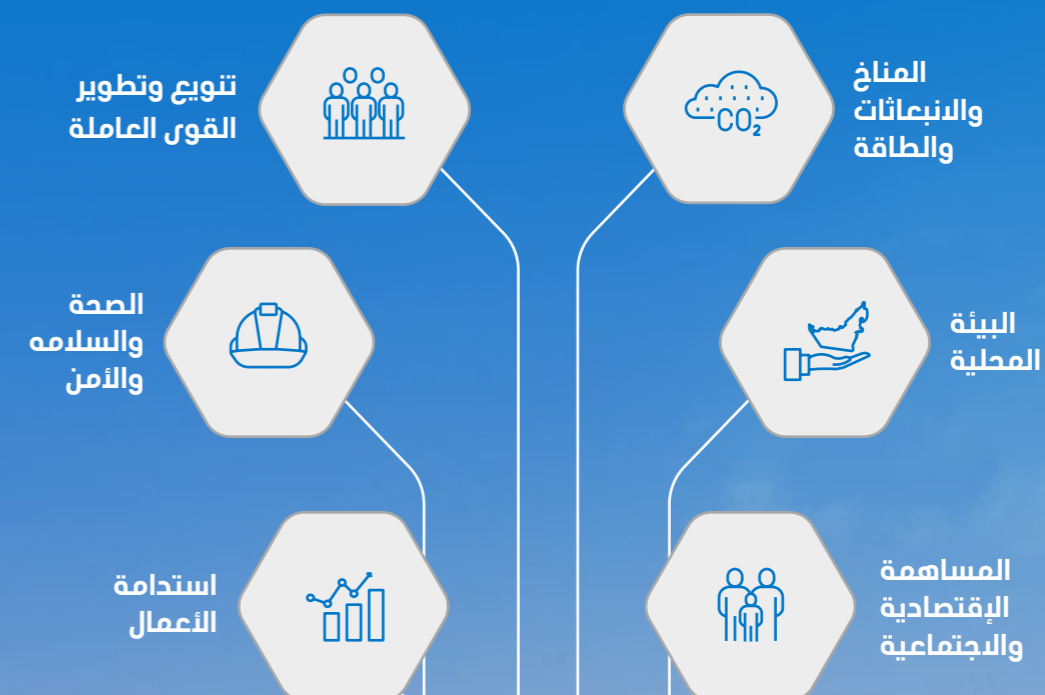 المناخ
والانبعاثات
والطاقة
تنويع وتطوير
القوى العاملة
CO₂
البيئة
المحلية
الصحة
والسلامه
والأمن
المساهمة
الإقتصادية
والاجتماعية
استدامة
الأعمال